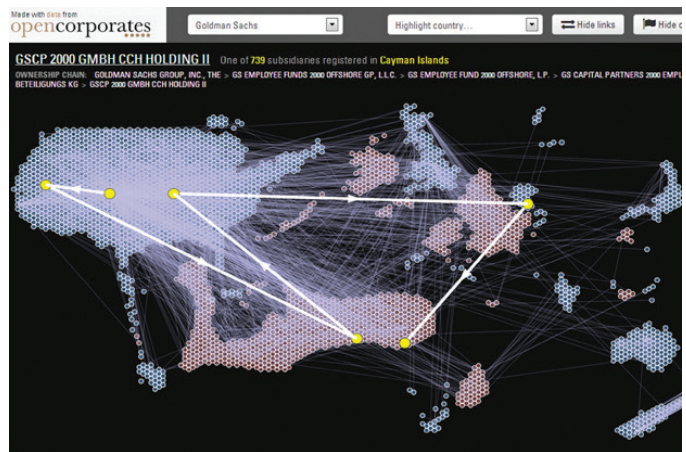 Made with data from
opencorporates
Goldman Sachs
Highlight country...
Hide links
Hide c
GSCP 2000 GMBH CCH HOLDING II One of 739 subsidiaries registered in Cayman Islands
OWNERSHIP CHAIN: GOLDMAN SACHS GROUP, INC., THE > GS EMPLOYEE FUNDS 2000 OFFSHORE GP, L.L.C. > GS EMPLOYEE FUND 2000 OFFSHORE, L.P. > GS CAPITAL PARTNERS 2000 EMPL
BETEILIGUNGS KG > GSCP 2000 GMBH CCH HOLDING II